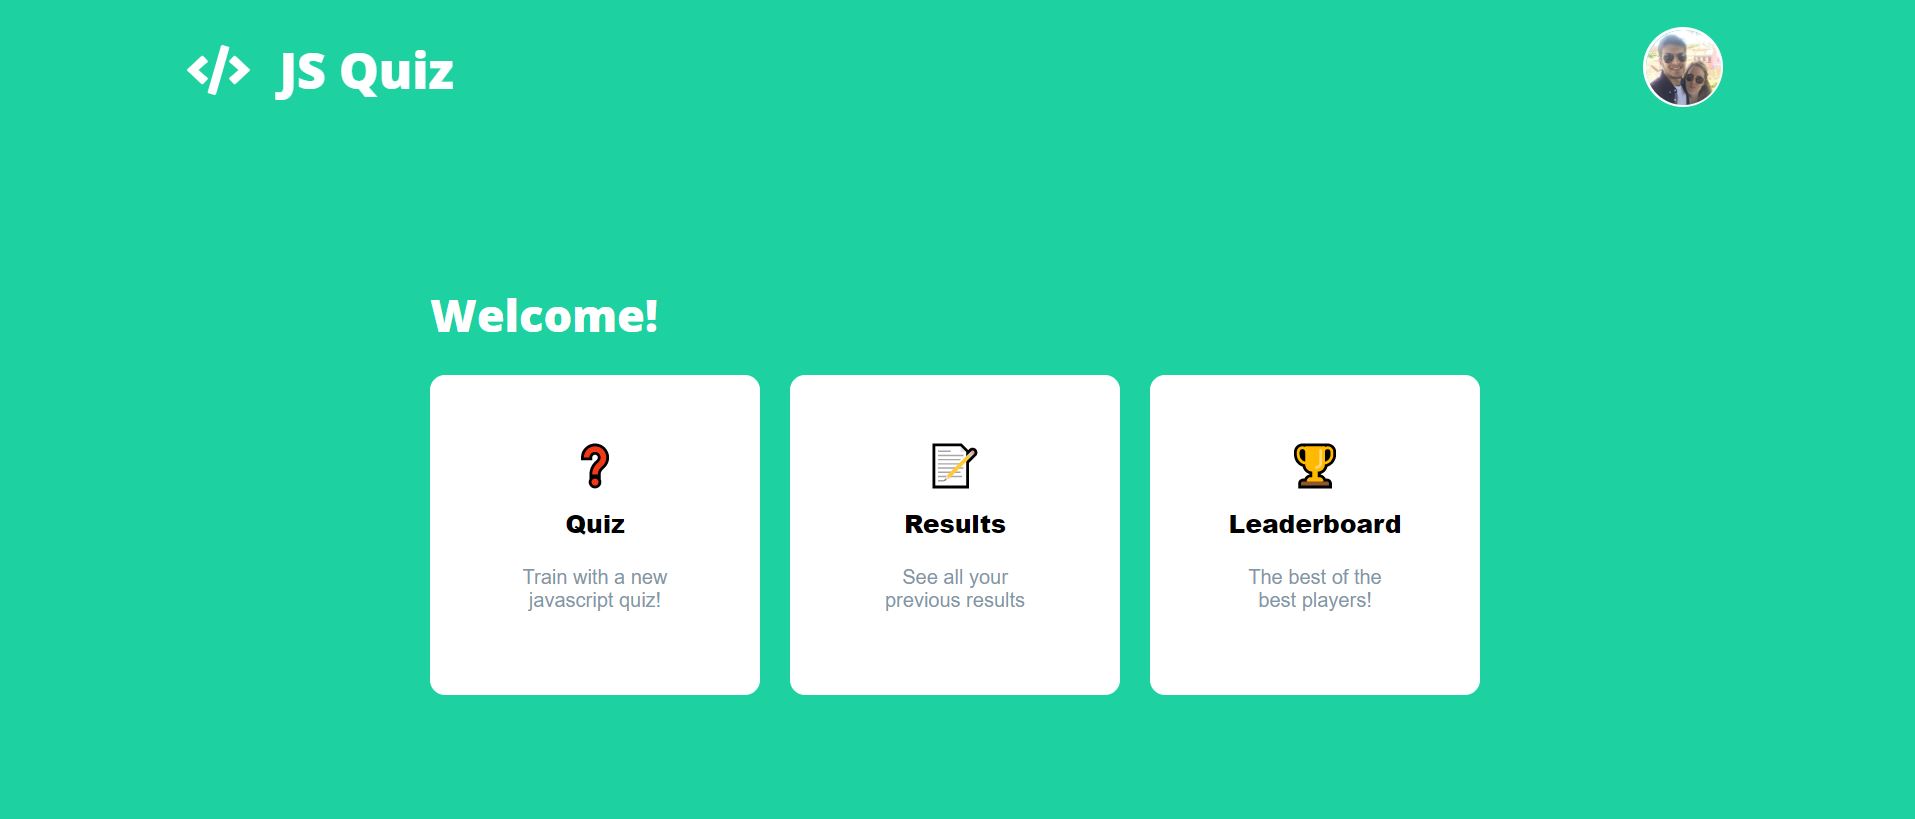 JS Quiz
Welcome!
Quiz
Train with a new
javascript quiz!
Results
See all your
previous results
Leaderboard
The best of the
best players!